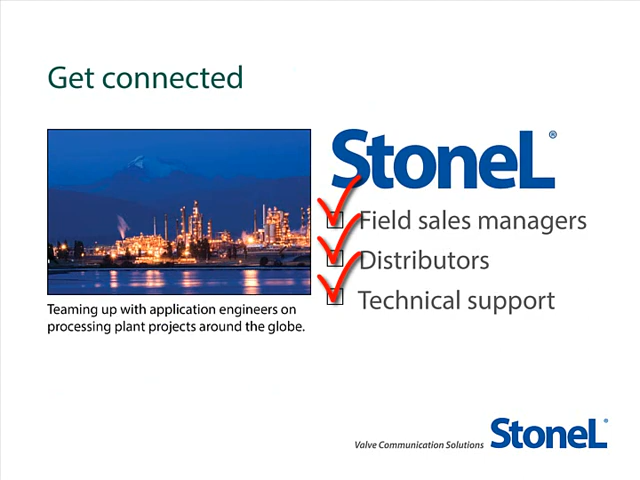 Get connected
StoneL®
Field sales managers
Distributors
Technical support
Teaming up with application engineers on
processing plant projects around the globe.
Valve Communication Solutions StoneL®